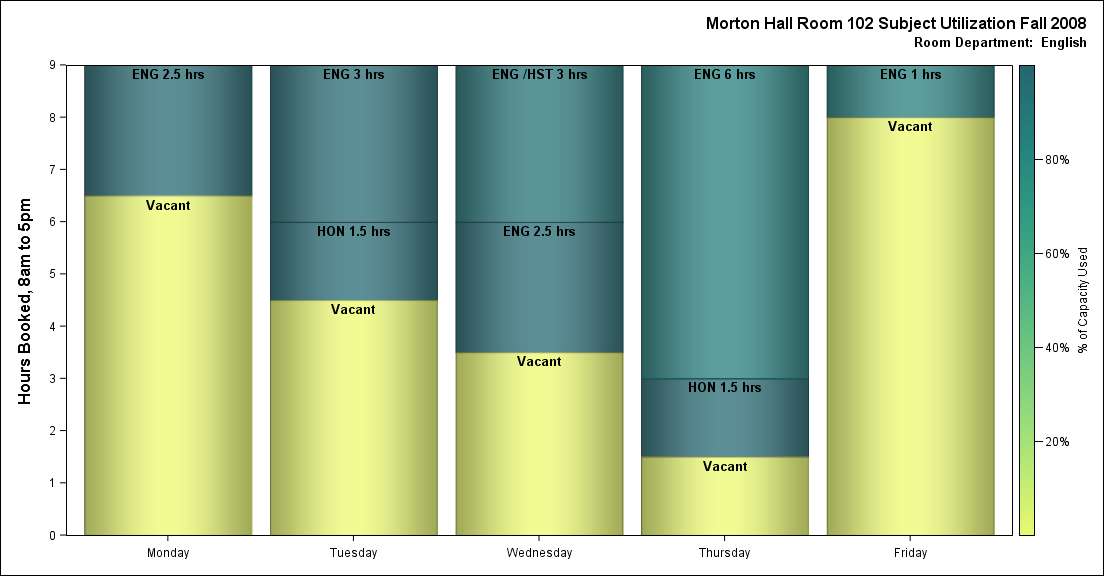 Morton Hall Room 102 Subject Utilization Fall 2008
Room Department:  English
Hours Booked, 8am to 5pm
9
8
7
6
5
4
3
2
1
0
ENG 2.5 hrs
Vacant
ENG 3 hrs
HON 1.5 hrs
Vacant
ENG /HST 3 hrs
ENG 2.5 hrs
Vacant
ENG 6 hrs
HON 1.5 hrs
Vacant
ENG 1 hrs
Vacant
Monday
Tuesday
Wednesday
Thursday
Friday
80%
60%
40%
20%
% of Capacity Used